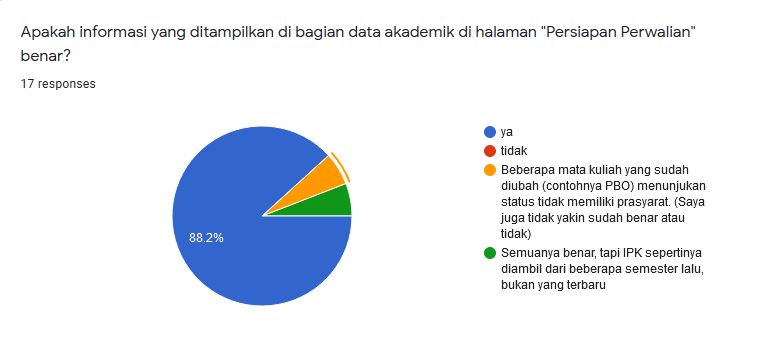 Apakah informasi yang ditampilkan di bagian data akademik di halaman "Persiapan Perwalian"
benar?
17 responses
88.2%
ya
tidak
Beberapa mata kuliah yang sudah
diubah (contohnya PBO) menunjukan
status tidak memiliki prasyarat. (Saya
juga tidak yakin sudah benar atau
tidak)
Semuanya benar, tapi IPK sepertinya
diambil dari beberapa semester lalu,
bukan yang terbaru